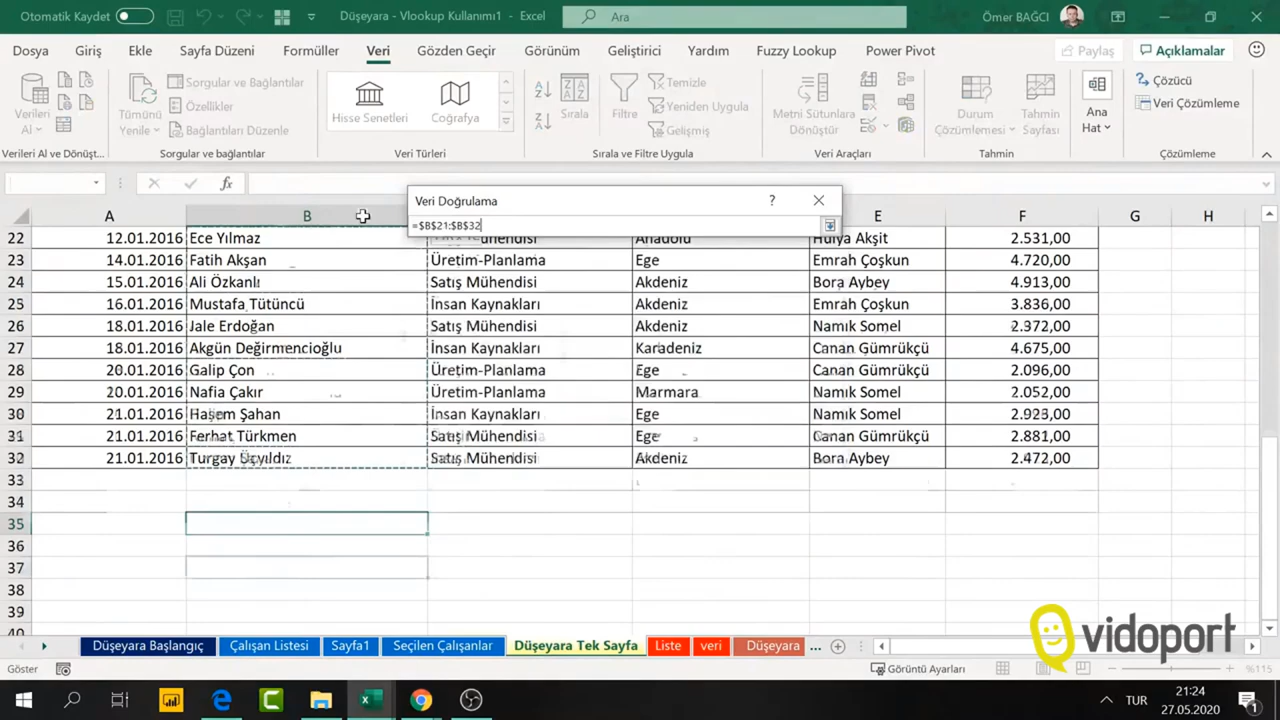 Otomatik Kaydet Düşeyara - Vlookup Kullanımı1 - Excel Ara Ömer BAĞCI
Dosya Giriş Ekle Sayfa Düzeni Formüller Veri Gözden Geçir Görünüm Geliştirici Yardım Fuzzy Lookup Power Pivot Paylaş Açıklamalar
Verileri Al Tümünü Yenile Sorgular ve Bağlantılar Özellikler Bağlantıları Düzenle Hisse Senetleri Coğrafya Sırala Filtre Temizle Yeniden Uygula Gelişmiş Metni Sütunlara Dönüştür Durum Çözümlemesi Tahmin Sayfası Ana Hat Çözücü Veri Çözümleme
Verileri Al ve Dönüşt... Sorgular ve bağlantılar Veri Türleri Sırala ve Filtre Uygula Veri Araçları Tahmin Çözümleme
fx
Veri Doğrulama ?
=$B$21:$B$32
A B E F G H
22 12.01.2016 Ece Yılmaz Anadolu Hülya Akşit 2.531,00
23 14.01.2016 Fatih Akşan Üretim-Planlama Ege Emrah Çoşkun 4.720,00
24 15.01.2016 Ali Özkanlı Satış Mühendisi Akdeniz Bora Aybey 4.913,00
25 16.01.2016 Mustafa Tütüncü İnsan Kaynakları Akdeniz Emrah Çoşkun 3.836,00
26 18.01.2016 Jale Erdoğan Satış Mühendisi Akdeniz Namık Somel 2.372,00
27 18.01.2016 Akgün Değirmencioğlu İnsan Kaynakları Karadeniz Canan Gümrükçü 4.675,00
28 20.01.2016 Galip Çon Üretim-Planlama Ege Canan Gümrükçü 2.096,00
29 20.01.2016 Nafia Çakır Üretim-Planlama Marmara Namık Somel 2.052,00
30 21.01.2016 Haşem Şahan İnsan Kaynakları Ege Namık Somel 2.923,00
31 21.01.2016 Ferhat Türkmen Satış Mühendisi Ege Canan Gümrükçü 2.881,00
32 21.01.2016 Turgay Üçyıldız Satış Mühendisi Akdeniz Bora Aybey 2.472,00
33
34
35
36
37
38
39
40
vidoport
Düşeyara Başlangıç Çalışan Listesi Sayfa1 Seçilen Çalışanlar Düşeyara Tek Sayfa Liste veri Düşeyara ...
Göster Görüntü Ayarları %115
TUR 21:24
27.05.2020 1